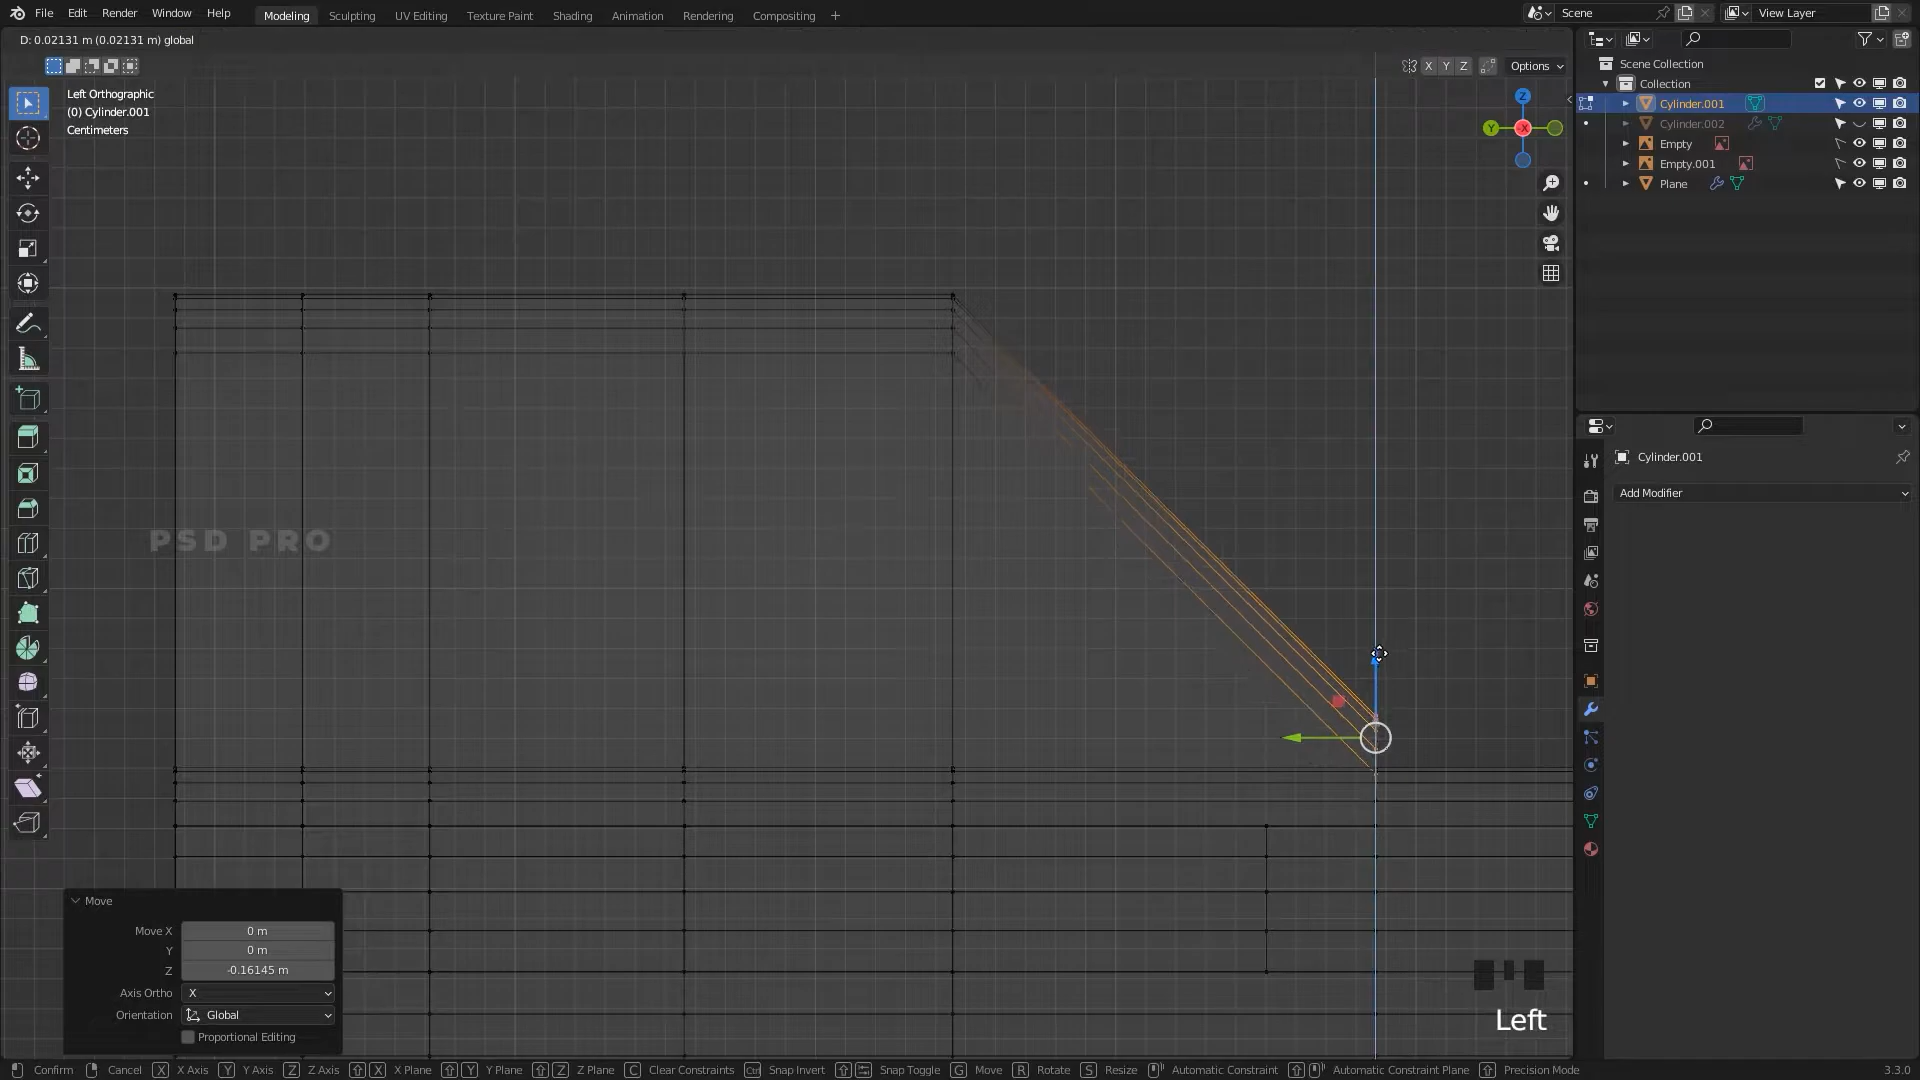 File Edit Render Window Help Modeling Sculpting UV Editing Texture Paint Shading Animation Rendering Compositing + Scene View Layer
D: 0.02131 m (0.02131 m) global
X Y Z Options
Left Orthographic
(0) Cylinder.001
Centimeters
Z
Y X
Scene Collection
Collection
Cylinder.001
Cylinder.002
Empty
Empty.001
Plane
Cylinder.001
Add Modifier
PSD PRO
Move
Move X 0 m
Y 0 m
Z -0.16145 m
Axis Ortho X
Orientation Global
Proportional Editing
Left
Confirm Cancel X X Axis Y Y Axis Z Z Axis X X Plane Y Y Plane Z Z Plane C Clear Constraints Ctrl Snap Invert Snap Toggle G Move R Rotate S Resize Automatic Constraint Automatic Constraint Plane Precision Mode 3.3.0